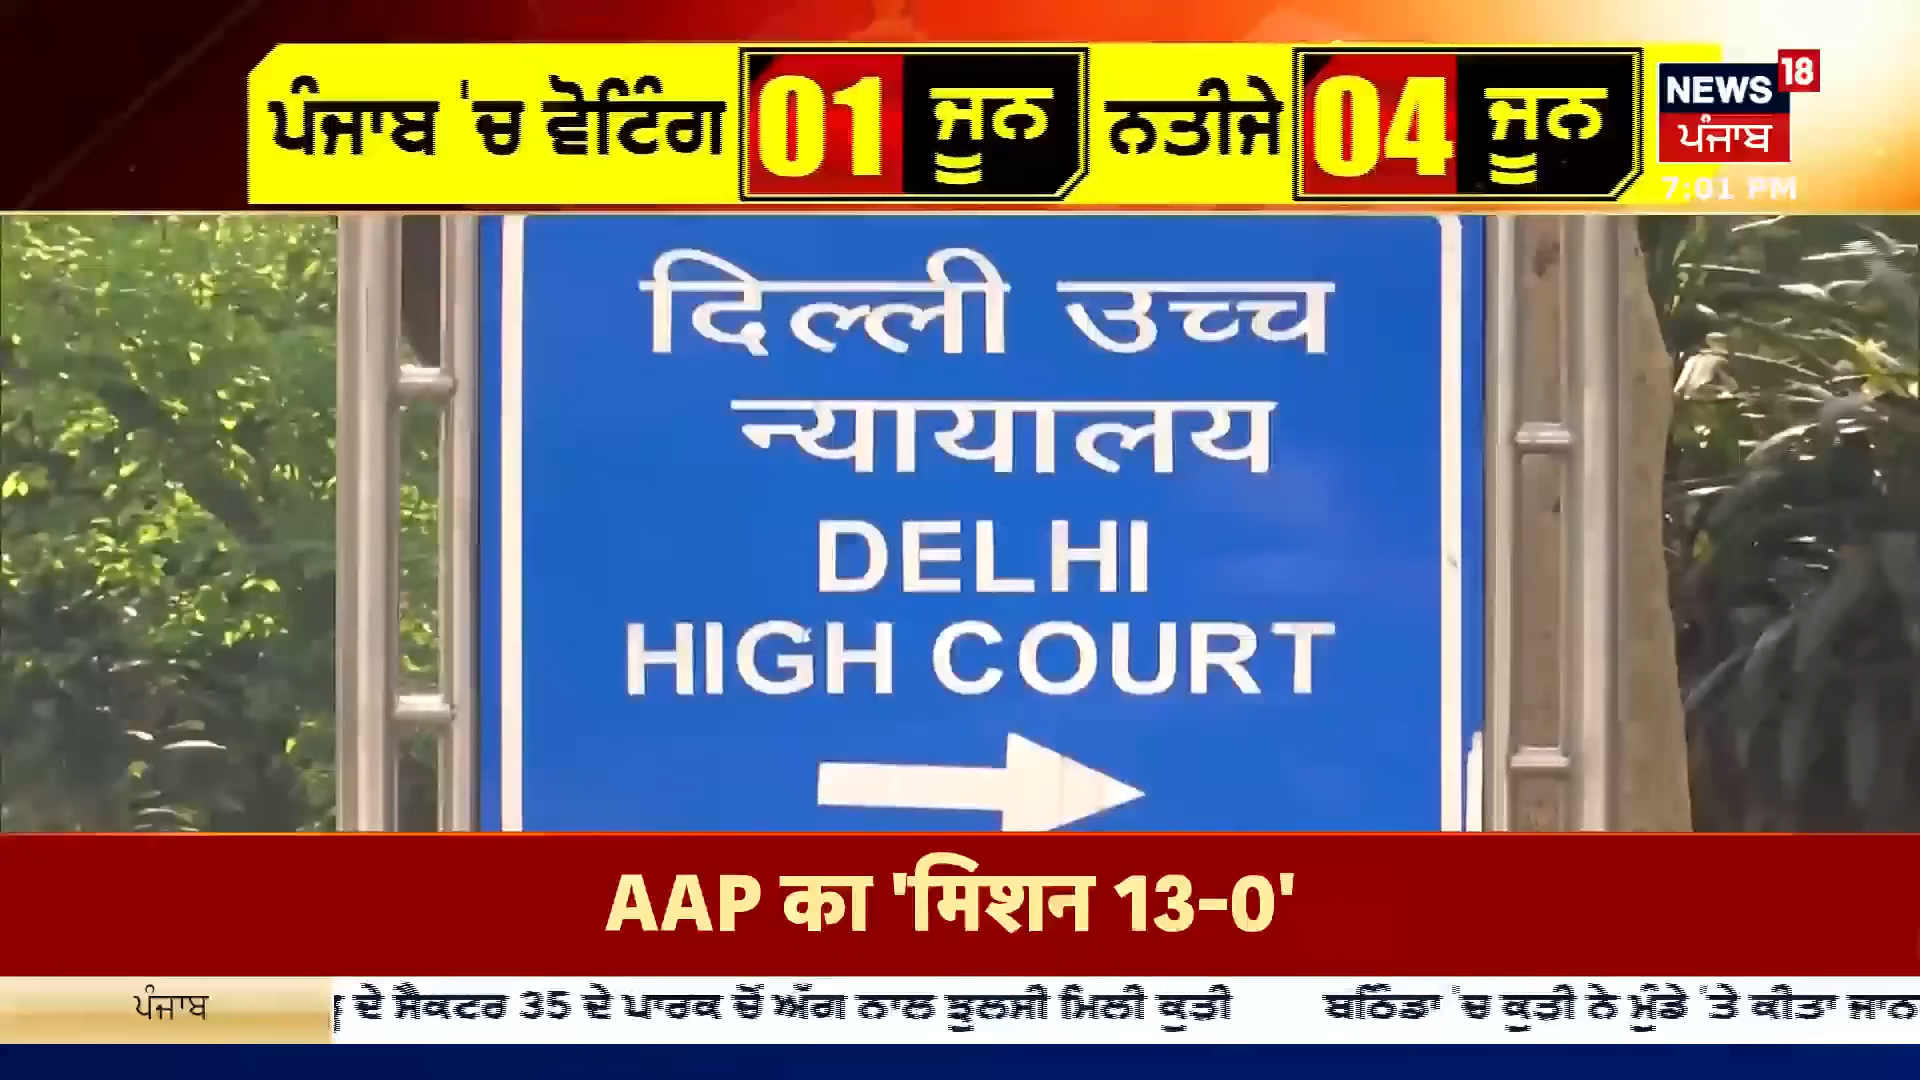 ਪੰਜਾਬ 'ਚ ਵੋਟਿੰਗ 01 ਜੂਨ ਨਤੀਜੇ 04 ਜੂਨ
NEWS 18
ਪੰਜਾਬ
7:01 PM
दिल्ली उच्च
न्यायालय
DELHI
HIGH COURT
AAP का 'मिशन 13-0'
ਪੰਜਾਬ
ਦੇ ਸੈਕਟਰ 35 ਦੇ ਪਾਰਕ ਚੋਂ ਅੱਗ ਨਾਲ ਝੁਲਸੀ ਮਿਲੀ ਕੁੜੀ ਬਠਿੰਡਾ 'ਚ ਕੁੜੀ ਨੇ ਮੁੰਡੇ 'ਤੇ ਕੀਤਾ